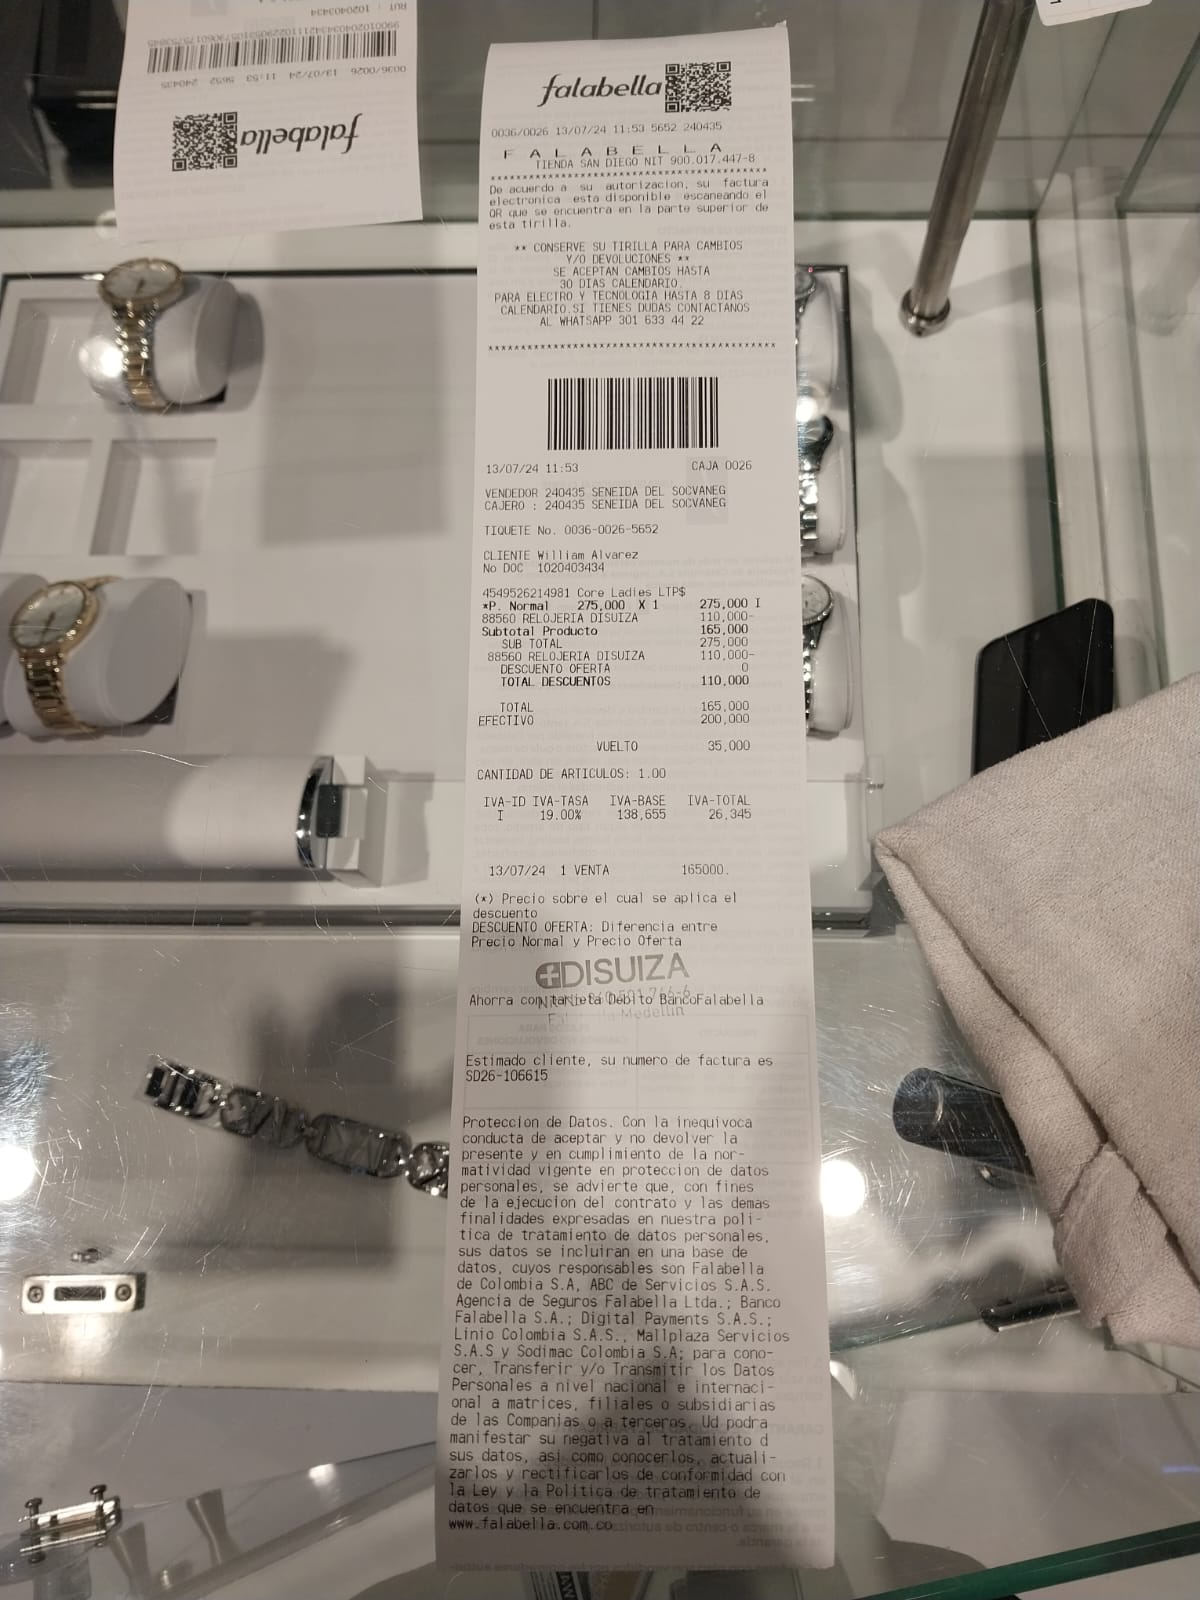 falabella
0036/0026 13/07/24 11:53 5652 240435
F A L A B E L L A
TIENDA SAN DIEGO NIT 900.017.447-8
De acuerdo a su autorizacion, su factura
electronica esta disponible escaneando el
QR que se encuentra en la parte superior de
esta tirilla.
** CONSERVE SU TIRILLA PARA CAMBIOS
Y/O DEVOLUCIONES **
SE ACEPTAN CAMBIOS HASTA
30 DIAS CALENDARIO.
PARA ELECTRO Y TECNOLOGIA HASTA 8 DIAS
CALENDARIO.SI TIENES DUDAS CONTACTANOS
AL WHATSAPP 301 633 44 22
13/07/24 11:53 CAJA 0026
VENDEDOR 240435 SENEIDA DEL SOCVANEG
CAJERO : 240435 SENEIDA DEL SOCVANEG
TIQUETE No. 0036-0026-5652
CLIENTE William Alvarez
No DOC 1020403434
4549526214981 Core Ladies LTP$
*P. Normal 275,000 X 1 275,000 I
88560 RELOJERIA DISUIZA 110,000-
Subtotal Producto 165,000
SUB TOTAL 275,000
88560 RELOJERIA DISUIZA 110,000-
DESCUENTO OFERTA 0
TOTAL DESCUENTOS 110,000
TOTAL 165,000
EFECTIVO 200,000
VUELTO 35,000
CANTIDAD DE ARTICULOS: 1.00
IVA-ID IVA-TASA IVA-BASE IVA-TOTAL
I 19.00% 138,655 26,345
13/07/24 1 VENTA 165000.
(*) Precio sobre el cual se aplica el
descuento
DESCUENTO OFERTA: Diferencia entre
Precio Normal y Precio Oferta
DISUIZA
Ahorra con tarjeta Debito BancoFalabella
Medellin
Estimado cliente, su numero de factura es
SD26-106615
Proteccion de Datos. Con la inequivoca
conducta de aceptar y no devolver la
presente y en cumplimiento de la nor-
matividad vigente en proteccion de datos
personales, se advierte que, con fines
de la ejecucion del contrato y las demas
finalidades expresadas en nuestra poli-
tica de tratamiento de datos personales,
sus datos se incluiran en una base de
datos, cuyos responsables son Falabella
de Colombia S.A, ABC de Servicios S.A.S.
Agencia de Seguros Falabella Ltda.; Banco
Falabella S.A.; Digital Payments S.A.S.;
Linio Colombia S.A.S., Mallplaza Servicios
S.A.S y Sodimac Colombia S.A; para cono-
cer, Transferir y/o Transmitir los Datos
Personales a nivel nacional e internaci-
onal a matrices, filiales o subsidiarias
de las Companias o a terceros. Ud podra
manifestar su negativa al tratamiento d
sus datos, asi como conocerlos, actuali-
zarlos y rectificarlos de conformidad con
la Ley y la Politica de tratamiento de
datos que se encuentra en
www.falabella.com.co
falabella
0036/0026 13/07/24 11:53 5652 240435
RUT : 1020403434